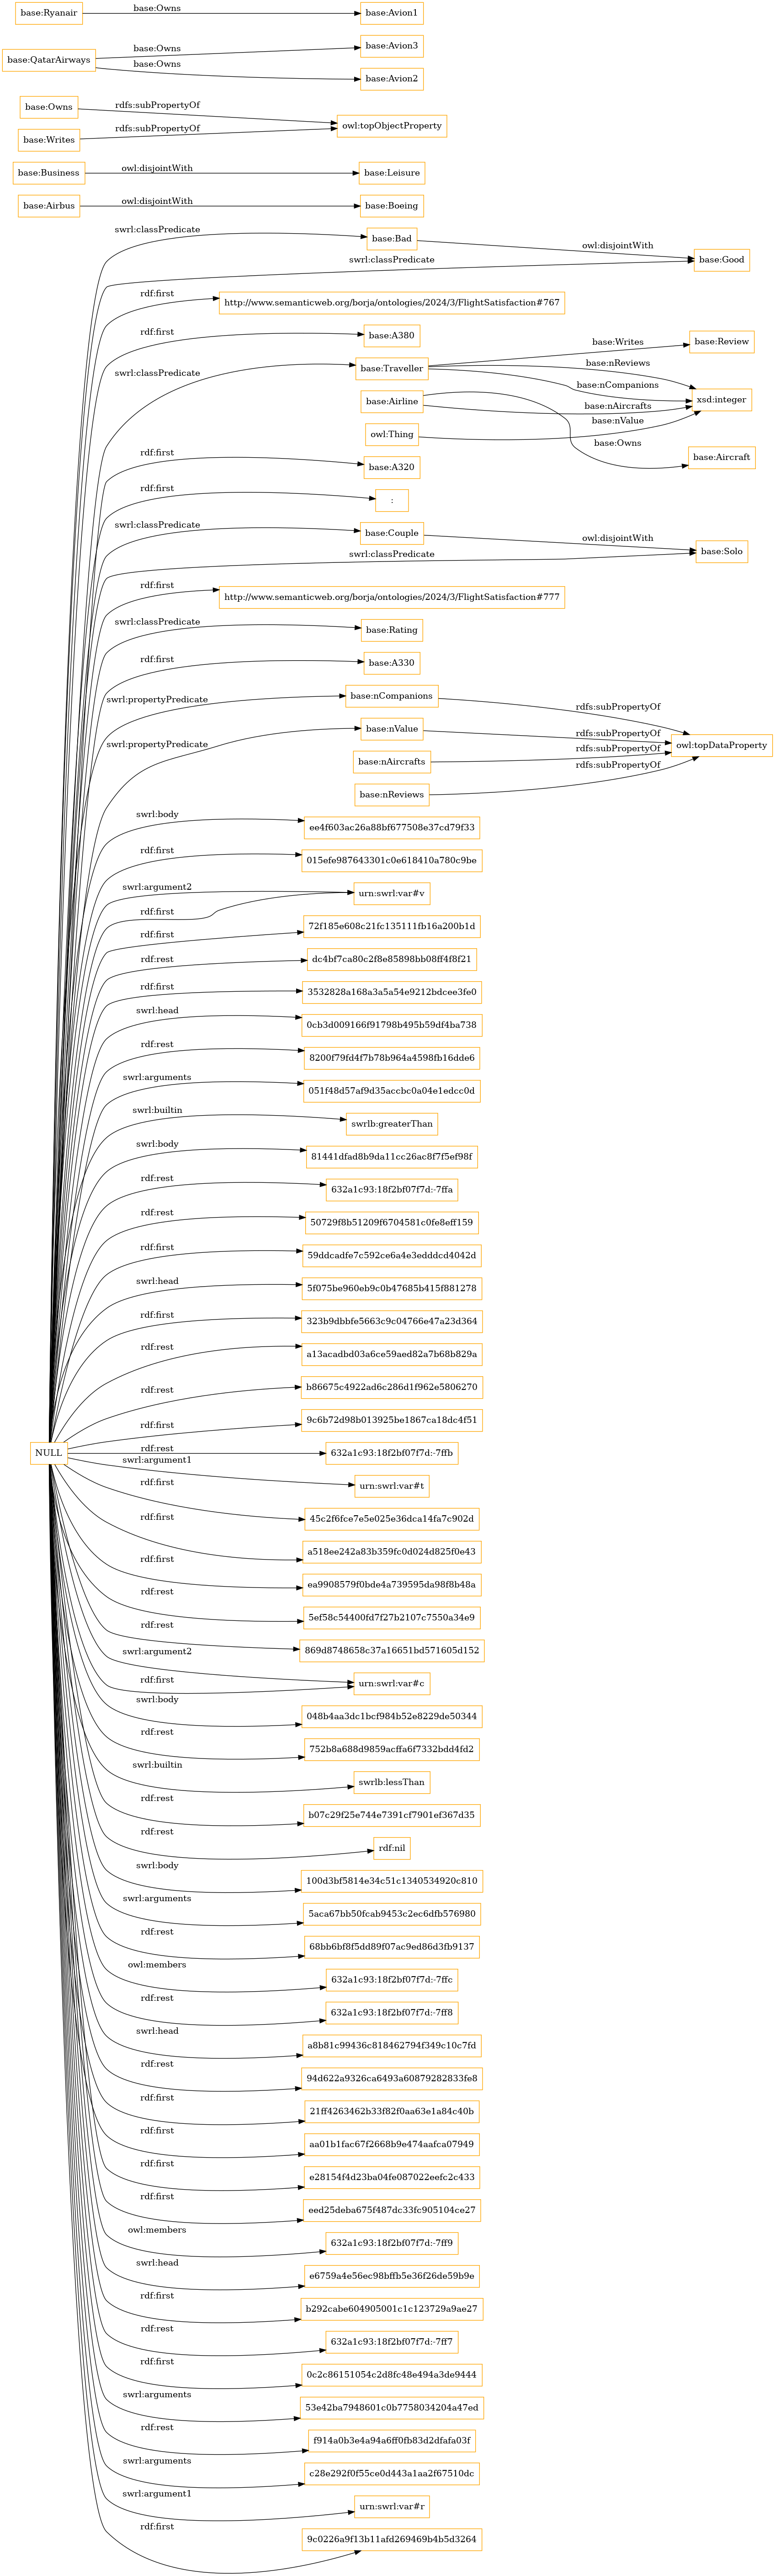 base:Ryanair
base:Owns
base:Avion1
base:QatarAirways
base:Owns
base:Avion3
base:Owns
base:Avion2
base:Owns
rdfs:subPropertyOf
owl:topObjectProperty
base:Writes
rdfs:subPropertyOf
base:Business
owl:disjointWith
base:Leisure
base:Airbus
owl:disjointWith
base:Boeing
swrl:classPredicate
base:Bad
owl:disjointWith
base:Good
swrl:classPredicate
rdf:first
http://www.semanticweb.org/borja/ontologies/2024/3/FlightSatisfaction#767
rdf:first
base:A380
base:Writes
base:Review
swrl:classPredicate
base:Traveller
base:nReviews
base:nCompanions
xsd:integer
base:Airline
base:nAircrafts
base:nValue
owl:Thing
base:Owns
base:Aircraft
rdf:first
base:A320
rdf:first
:
swrl:classPredicate
base:Couple
owl:disjointWith
base:Solo
swrl:classPredicate
rdf:first
http://www.semanticweb.org/borja/ontologies/2024/3/FlightSatisfaction#777
swrl:classPredicate
base:Rating
rdf:first
base:A330
swrl:propertyPredicate
base:nCompanions
rdfs:subPropertyOf
swrl:propertyPredicate
base:nValue
rdfs:subPropertyOf
owl:topDataProperty
base:nAircrafts
rdfs:subPropertyOf
base:nReviews
rdfs:subPropertyOf
swrl:body
ee4f603ac26a88bf677508e37cd79f33
rdf:first
015efe987643301c0e618410a780c9be
swrl:argument2
urn:swrl:var#v
rdf:first
rdf:first
72f185e608c21fc135111fb16a200b1d
rdf:rest
dc4bf7ca80c2f8e85898bb08ff4f8f21
rdf:first
3532828a168a3a5a54e9212bdcee3fe0
swrl:head
0cb3d009166f91798b495b59df4ba738
rdf:rest
8200f79fd4f7b78b964a4598fb16dde6
swrl:arguments
051f48d57af9d35accbc0a04e1edcc0d
swrl:builtin
swrlb:greaterThan
swrl:body
81441dfad8b9da11cc26ac8f7f5ef98f
rdf:rest
632a1c93:18f2bf07f7d:-7ffa
rdf:rest
50729f8b51209f6704581c0fe8eff159
rdf:first
59ddcadfe7c592ce6a4e3edddcd4042d
swrl:head
5f075be960eb9c0b47685b415f881278
rdf:first
323b9dbbfe5663c9c04766e47a23d364
rdf:rest
a13acadbd03a6ce59aed82a7b68b829a
rdf:rest
b86675c4922ad6c286d1f962e5806270
rdf:first
9c6b72d98b013925be1867ca18dc4f51
NULL
rdf:rest
632a1c93:18f2bf07f7d:-7ffb
swrl:argument1
urn:swrl:var#t
rdf:first
45c2f6fce7e5e025e36dca14fa7c902d
rdf:first
a518ee242a83b359fc0d024d825f0e43
rdf:first
ea9908579f0bde4a739595da98f8b48a
rdf:rest
5ef58c54400fd7f27b2107c7550a34e9
rdf:rest
869d8748658c37a16651bd571605d152
swrl:argument2
urn:swrl:var#c
rdf:first
swrl:body
048b4aa3dc1bcf984b52e8229de50344
rdf:rest
752b8a688d9859acffa6f7332bdd4fd2
swrl:builtin
swrlb:lessThan
rdf:rest
b07c29f25e744e7391cf7901ef367d35
rdf:rest
rdf:nil
swrl:body
100d3bf5814e34c51c1340534920c810
swrl:arguments
5aca67bb50fcab9453c2ec6dfb576980
rdf:rest
68bb6bf8f5dd89f07ac9ed86d3fb9137
owl:members
632a1c93:18f2bf07f7d:-7ffc
rdf:rest
632a1c93:18f2bf07f7d:-7ff8
swrl:head
a8b81c99436c818462794f349c10c7fd
rdf:rest
94d622a9326ca6493a60879282833fe8
rdf:first
21ff4263462b33f82f0aa63e1a84c40b
rdf:first
aa01b1fac67f2668b9e474aafca07949
rdf:first
e28154f4d23ba04fe087022eefc2c433
rdf:first
eed25deba675f487dc33fc905104ce27
owl:members
632a1c93:18f2bf07f7d:-7ff9
swrl:head
e6759a4e56ec98bffb5e36f26de59b9e
rdf:first
b292cabe604905001c1c123729a9ae27
rdf:rest
632a1c93:18f2bf07f7d:-7ff7
rdf:first
0c2c86151054c2d8fc48e494a3de9444
swrl:arguments
53e42ba7948601c0b7758034204a47ed
rdf:rest
f914a0b3e4a94a6ff0fb83d2dfafa03f
swrl:arguments
c28e292f0f55ce0d443a1aa2f67510dc
swrl:argument1
urn:swrl:var#r
rdf:first
9c0226a9f13b11afd269469b4b5d3264